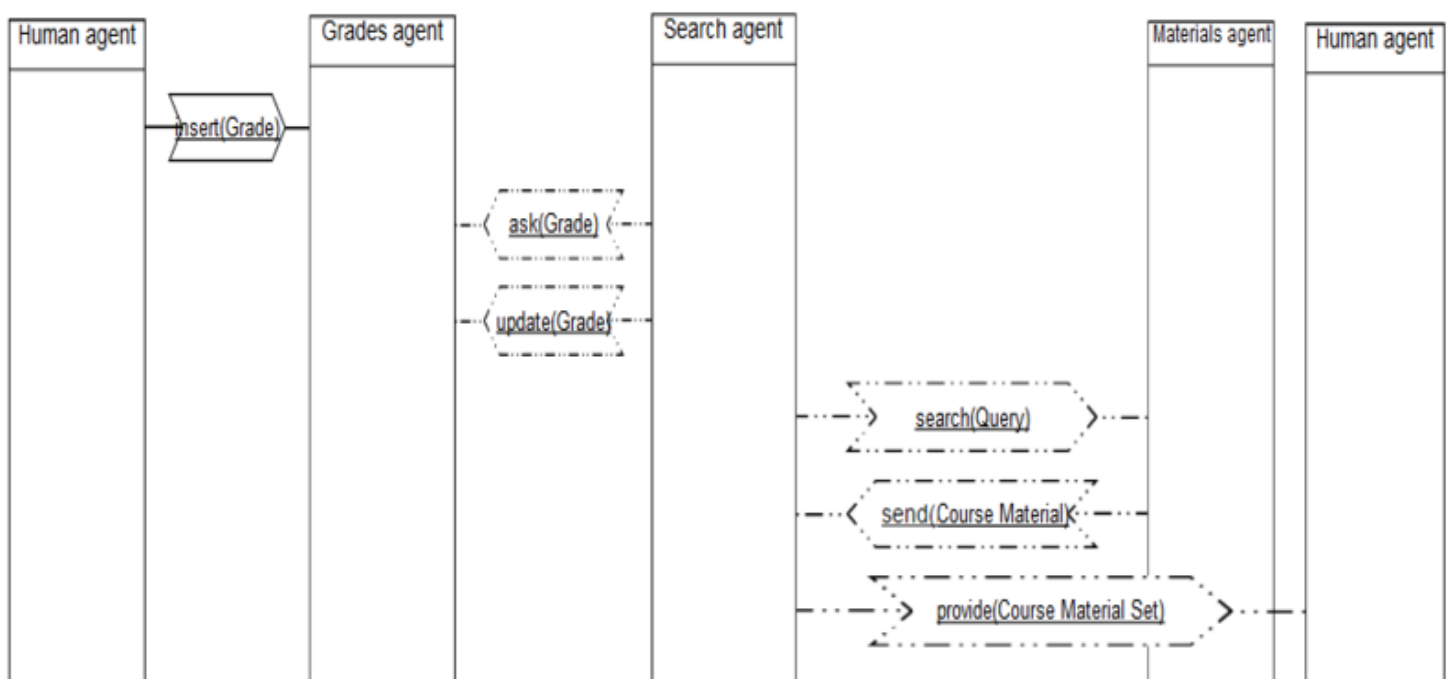 Human agent
Grades agent
Search agent
Materials agent
Human agent
insert(Grade)
ask(Grade)
update(Grade)
search(Query)
send(Course Material)
provide(Course Material Set)